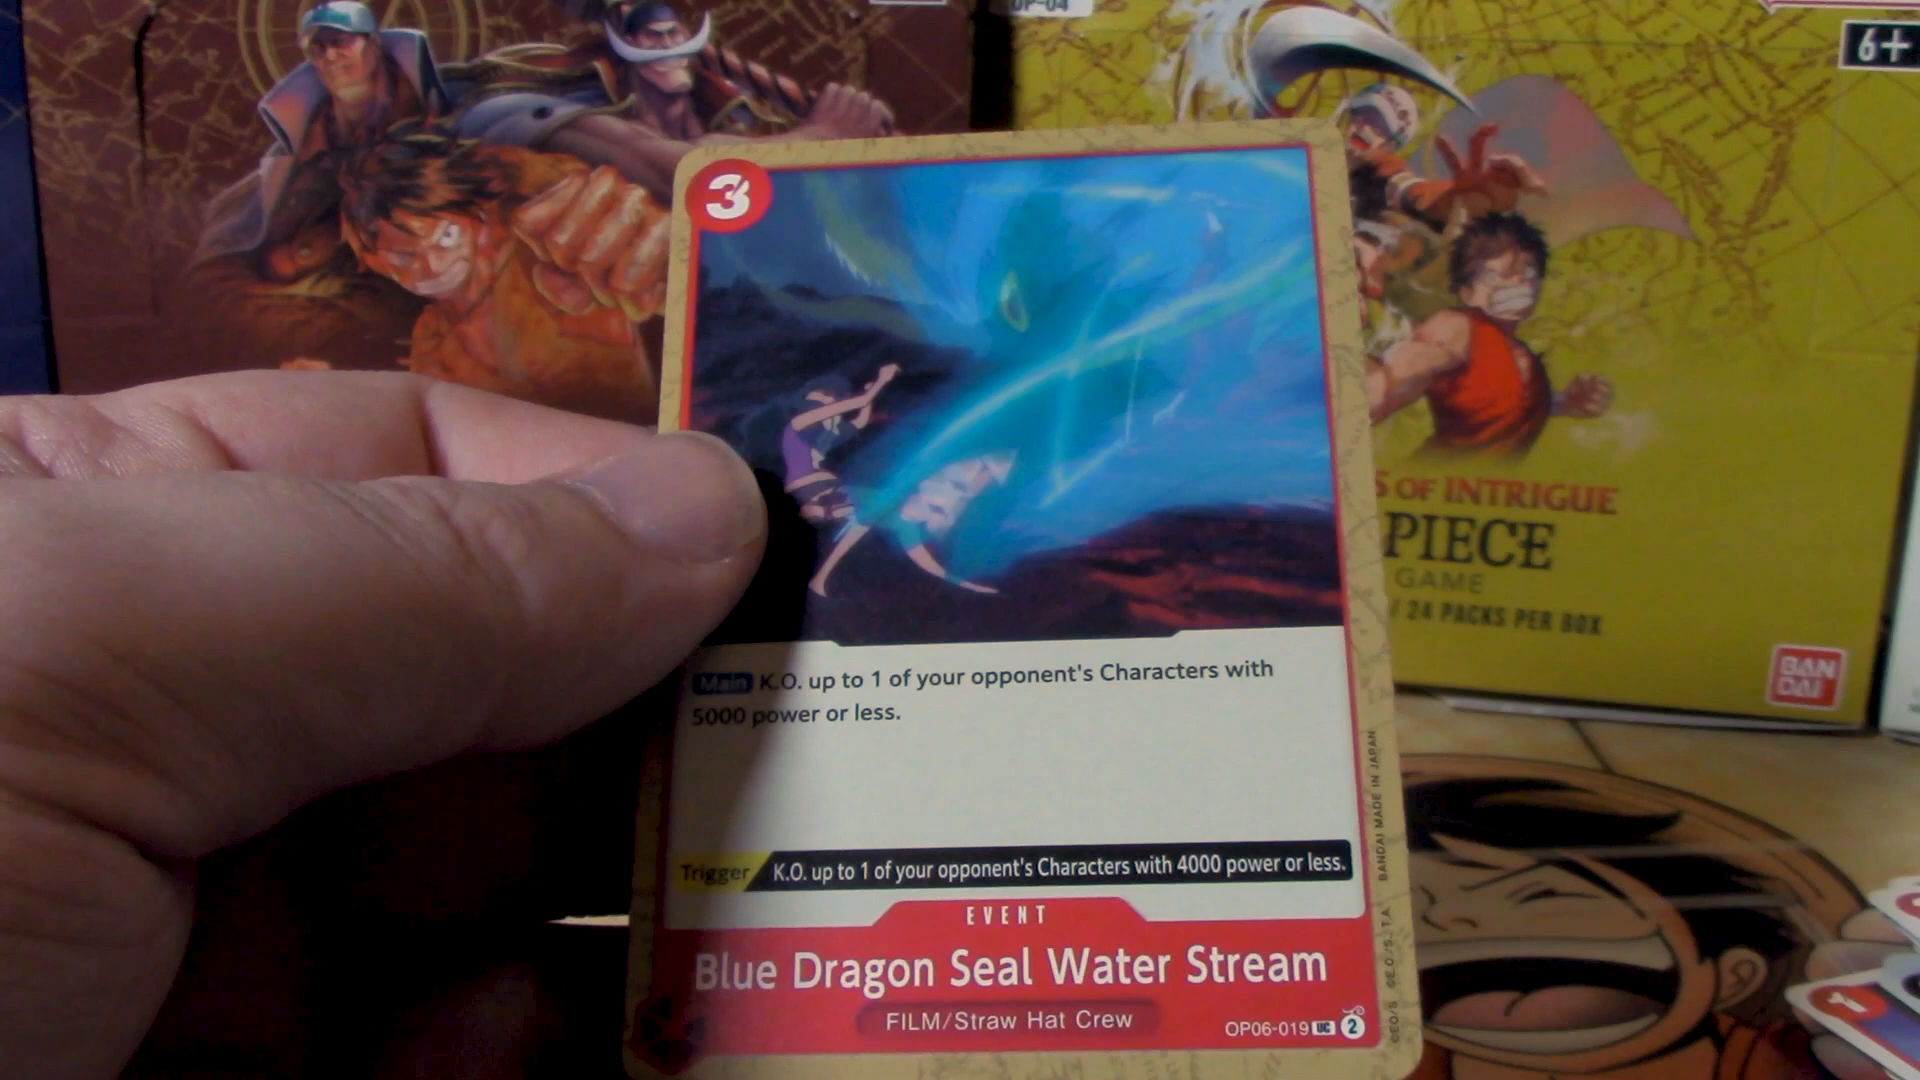 OP-04
6+
3
S OF INTRIGUE
PIECE
GAME
/ 24 PACKS PER BOX
BAN
DAI
Main K.O. up to 1 of your opponent's Characters with
5000 power or less.
Trigger K.O. up to 1 of your opponent's Characters with 4000 power or less.
EVENT
Blue Dragon Seal Water Stream
FILM/Straw Hat Crew
OP06-019 UC 2
©EO/S. ©E.O./S.,T.A. BANDAI MADE IN JAPAN